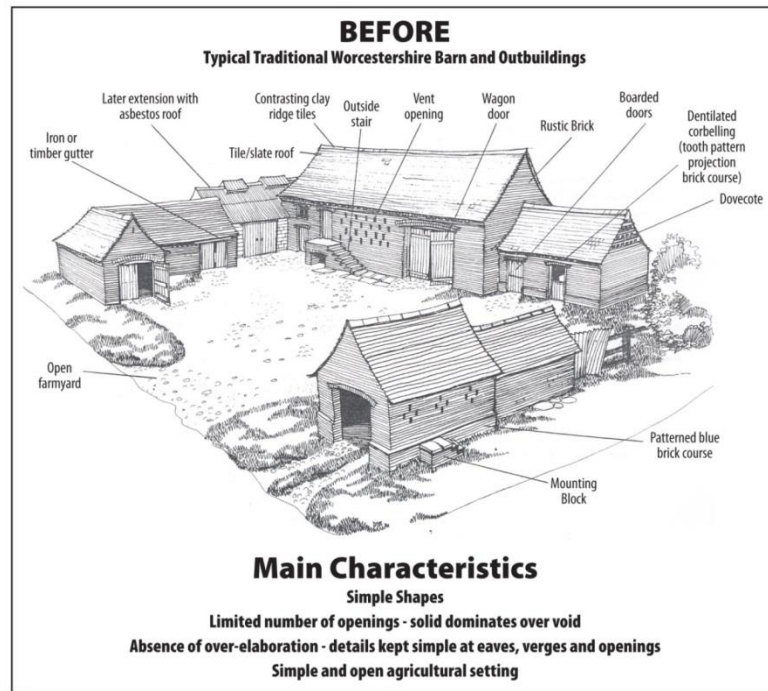 BEFORE
Typical Traditional Worcestershire Barn and Outbuildings
Later extension with
asbestos roof
Contrasting clay
ridge tiles
Outside
stair
Vent
opening
Wagon
door
Boarded
doors
Dentilated
corbelling
(tooth pattern
projection
brick course)
Iron or
timber gutter
Tile/slate roof
Rustic Brick
Dovecote
Open
farmyard
Patterned blue
brick course
Mounting
Block
Main Characteristics
Simple Shapes
Limited number of openings - solid dominates over void
Absence of over-elaboration - details kept simple at eaves, verges and openings
Simple and open agricultural setting